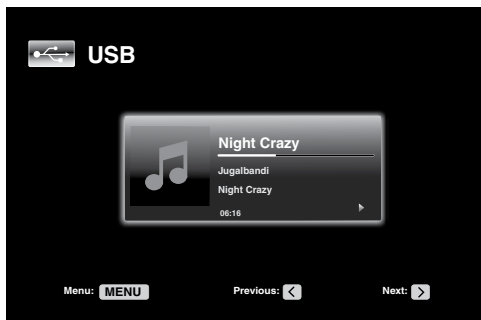 USB
Night Crazy
Jugalbandi
Night Crazy
06:16
Menu: MENU Previous: < Next: >